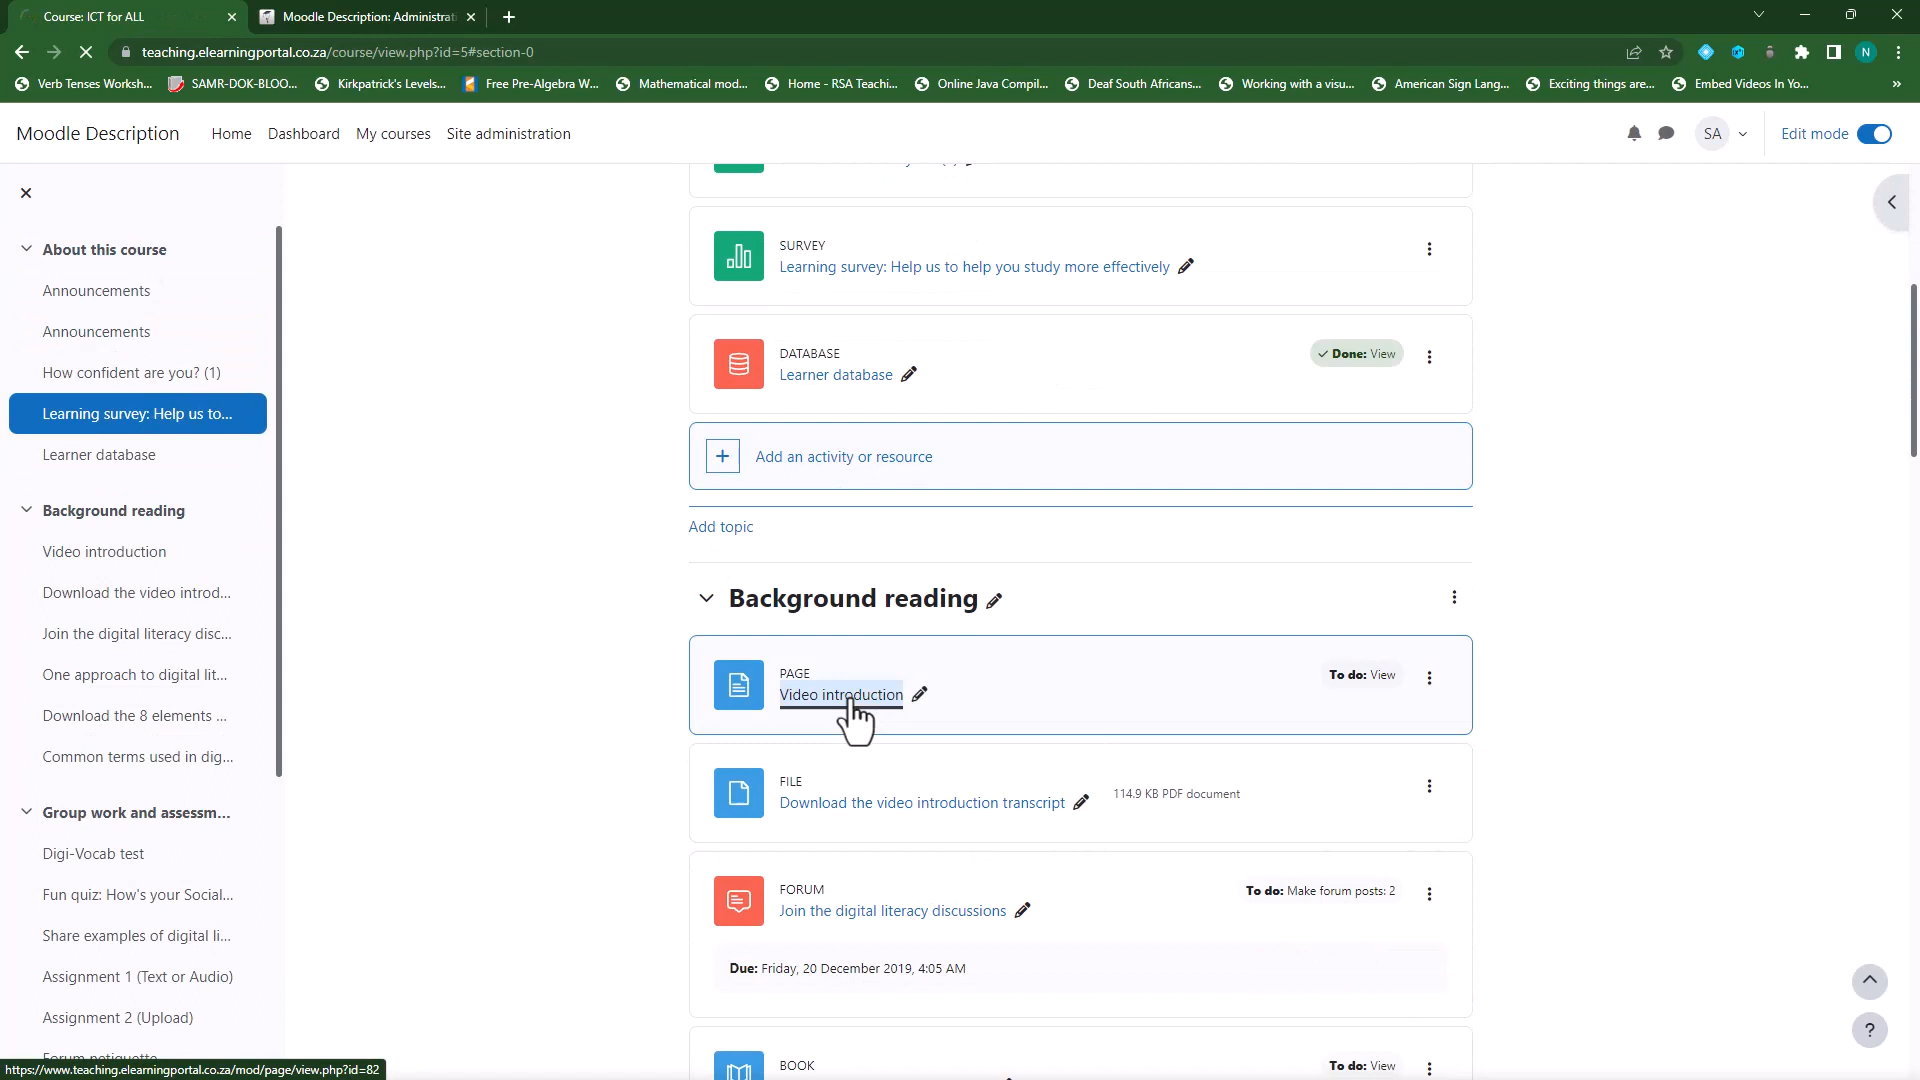 Course: ICT for ALL
Moodle Description: Administrat
teaching.elearningportal.co.za/course/view.php?id=5#section-0
N
Verb Tenses Worksh...
SAMR-DOK-BLOO...
Kirkpatrick's Levels...
Free Pre-Algebra W...
Mathematical mod...
Home - RSA Teachi...
Online Java Compil...
Deaf South Africans...
Working with a visu...
American Sign Lang...
Exciting things are...
Embed Videos In Yo...
»
Moodle Description
Home
Dashboard
My courses
Site administration
SA
Edit mode
About this course
Announcements
Announcements
How confident are you? (1)
Learning survey: Help us to...
Learner database
Background reading
Video introduction
Download the video introd...
Join the digital literacy disc...
One approach to digital lit...
Download the 8 elements ...
Common terms used in dig...
Group work and assessm...
Digi-Vocab test
Fun quiz: How's your Social...
Share examples of digital li...
Assignment 1 (Text or Audio)
Assignment 2 (Upload)
Forum netiquette
https://www.teaching.elearningportal.co.za/mod/page/view.php?id=82
SURVEY
Learning survey: Help us to help you study more effectively
DATABASE
Learner database
Done: View
Add an activity or resource
Add topic
Background reading
PAGE
Video introduction
To do: View
FILE
Download the video introduction transcript
114.9 KB PDF document
FORUM
Join the digital literacy discussions
To do: Make forum posts: 2
Due: Friday, 20 December 2019, 4:05 AM
BOOK
To do: View
?